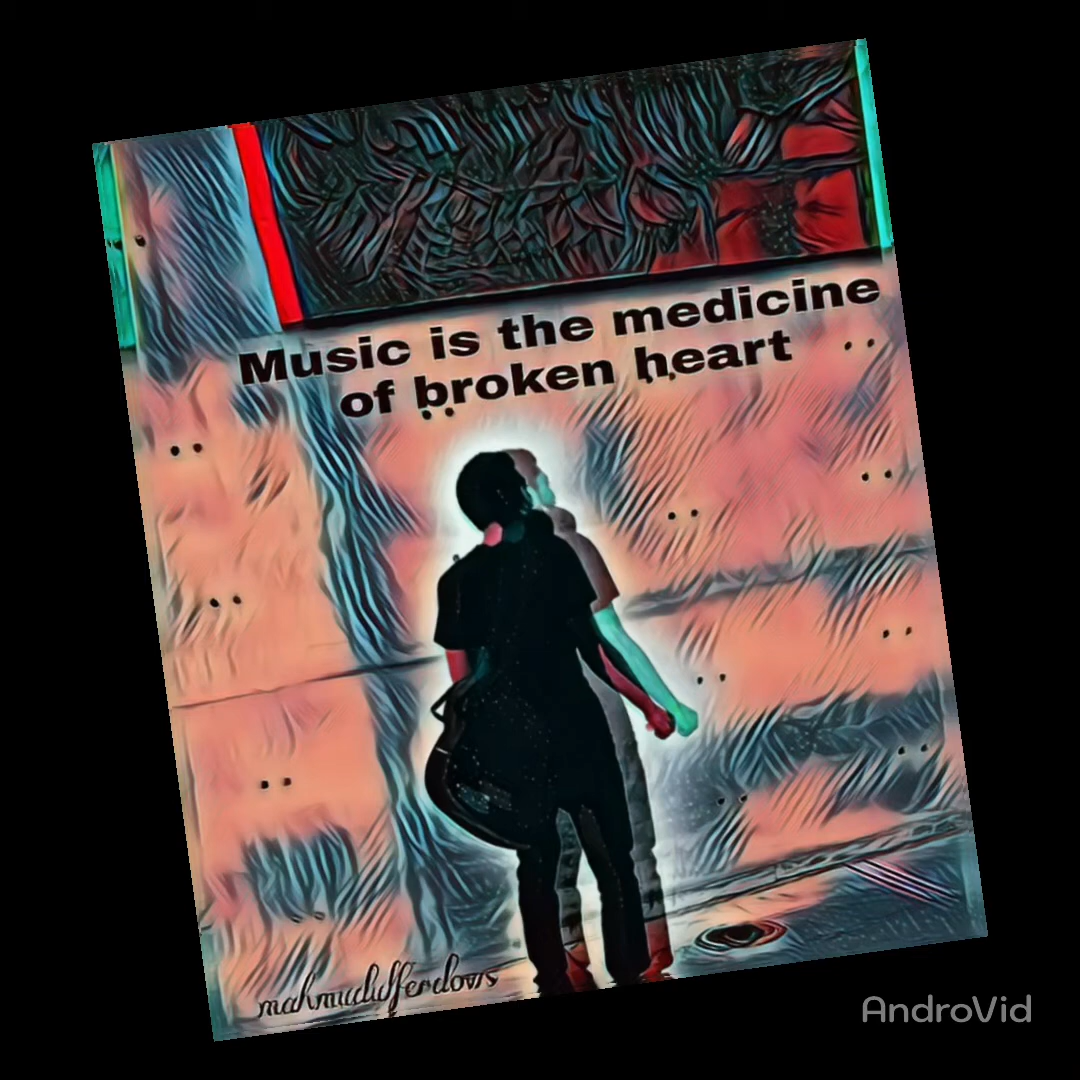 Music is the medicine
of broken heart
mahmudulferdows
AndroVid